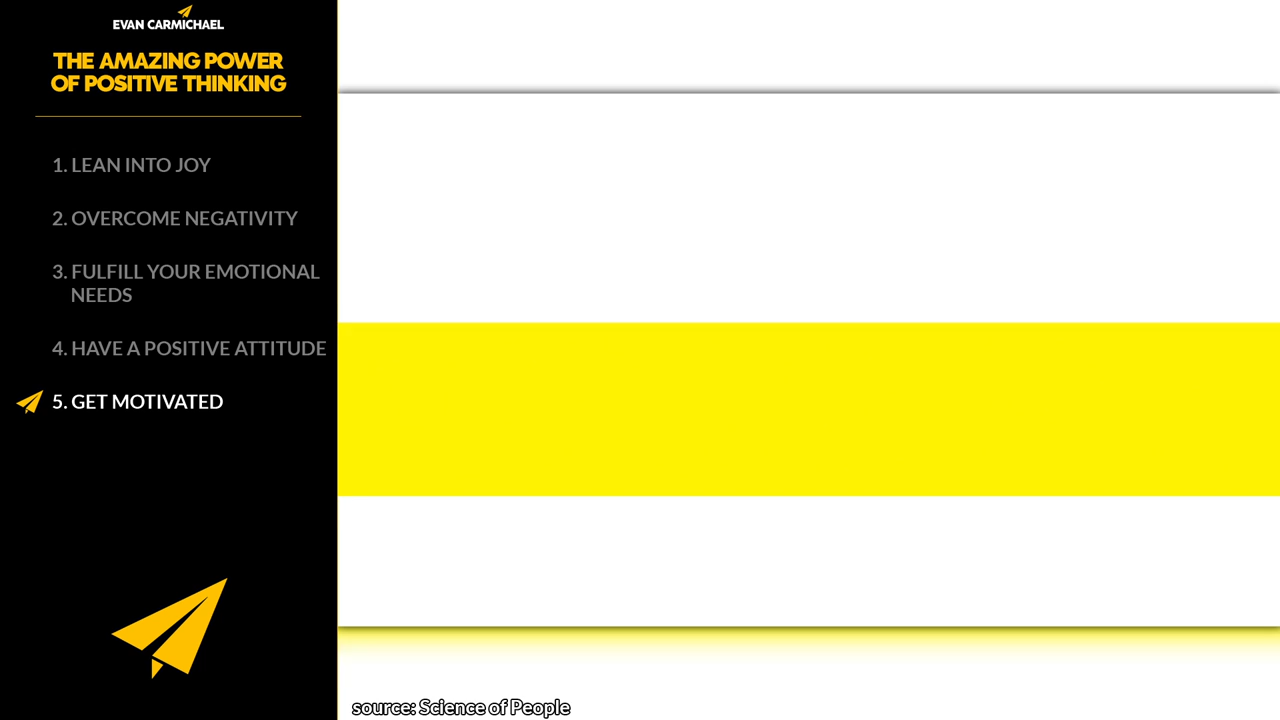 EVAN CARMICHAEL
THE AMAZING POWER
OF POSITIVE THINKING
1. LEAN INTO JOY
2. OVERCOME NEGATIVITY
3. FULFILL YOUR EMOTIONAL
NEEDS
4. HAVE A POSITIVE ATTITUDE
5. GET MOTIVATED
source: Science of People